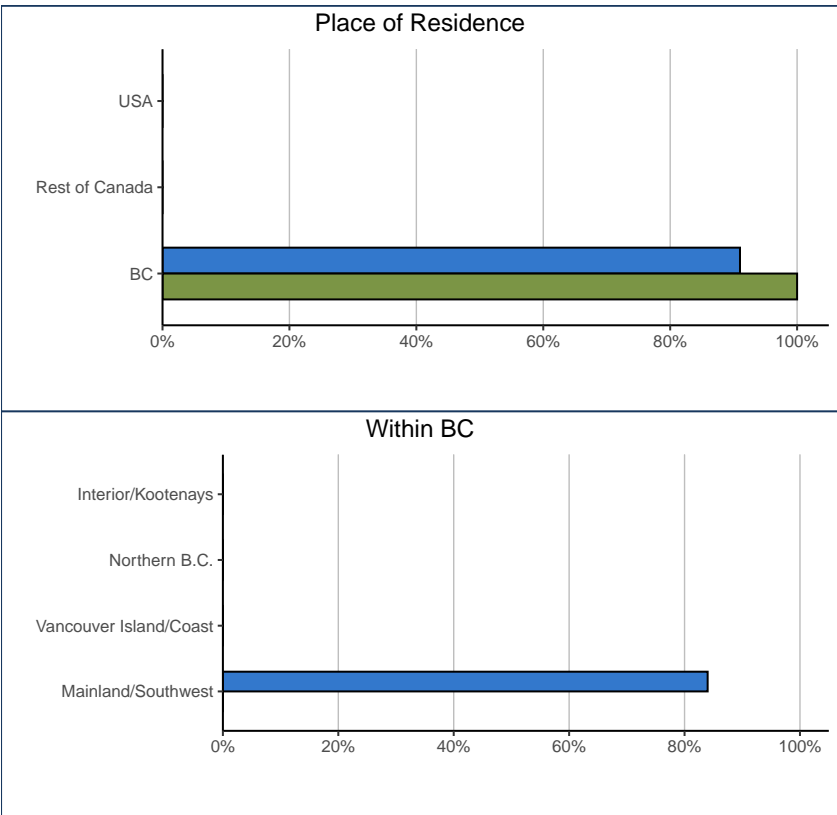 Place of Residence
USA
Rest of Canada
BC
0% 20% 40% 60% 80% 100%
Within BC
Interior/Kootenays
Northern B.C.
Vancouver Island/Coast
Mainland/Southwest
0% 20% 40% 60% 80% 100%